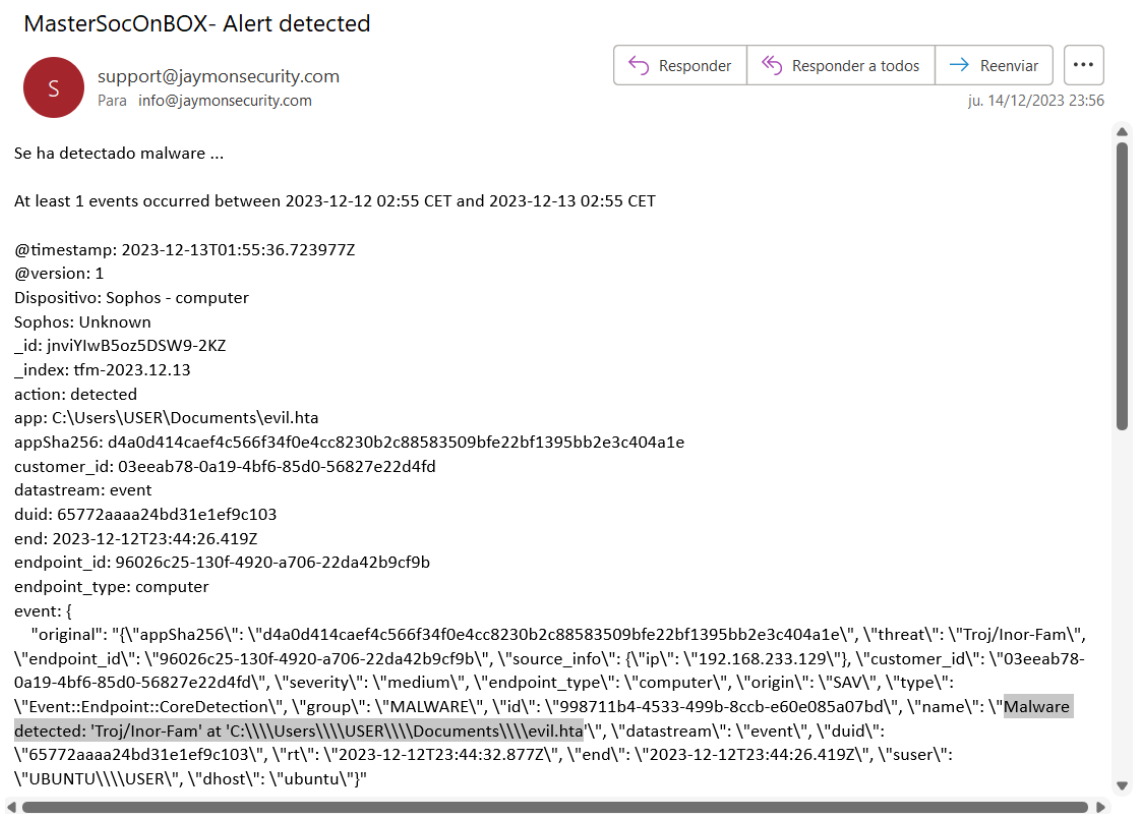 MasterSocOnBOX- Alert detected
S
support@jaymonsecurity.com
Para info@jaymonsecurity.com
Responder
Responder a todos
Reenviar
ju. 14/12/2023 23:56
Se ha detectado malware ...
At least 1 events occurred between 2023-12-12 02:55 CET and 2023-12-13 02:55 CET
@timestamp: 2023-12-13T01:55:36.723977Z
@version: 1
Dispositivo: Sophos - computer
Sophos: Unknown
_id: jnviYIwB5oz5DSW9-2KZ
_index: tfm-2023.12.13
action: detected
app: C:\Users\USER\Documents\evil.hta
appSha256: d4a0d414caef4c566f34f0e4cc8230b2c88583509bfe22bf1395bb2e3c404a1e
customer_id: 03eeab78-0a19-4bf6-85d0-56827e22d4fd
datastream: event
duid: 65772aaaa24bd31e1ef9c103
end: 2023-12-12T23:44:26.419Z
endpoint_id: 96026c25-130f-4920-a706-22da42b9cf9b
endpoint_type: computer
event: {
"original": "{\"appSha256\": \"d4a0d414caef4c566f34f0e4cc8230b2c88583509bfe22bf1395bb2e3c404a1e\", \"threat\": \"Troj/Inor-Fam\",
\"endpoint_id\": \"96026c25-130f-4920-a706-22da42b9cf9b\", \"source_info\": {\"ip\": \"192.168.233.129\"}, \"customer_id\": \"03eeab78-
0a19-4bf6-85d0-56827e22d4fd\", \"severity\": \"medium\", \"endpoint_type\": \"computer\", \"origin\": \"SAV\", \"type\":
\"Event::Endpoint::CoreDetection\", \"group\": \"MALWARE\", \"id\": \"998711b4-4533-499b-8ccb-e60e085a07bd\", \"name\": \"Malware
detected: 'Troj/Inor-Fam' at 'C:\\\\Users\\\\USER\\\\Documents\\\\evil.hta'\", \"datastream\": \"event\", \"duid\":
\"65772aaaa24bd31e1ef9c103\", \"rt\": \"2023-12-12T23:44:32.877Z\", \"end\": \"2023-12-12T23:44:26.419Z\", \"suser\":
\"UBUNTU\\\\USER\", \"dhost\": \"ubuntu\"}"